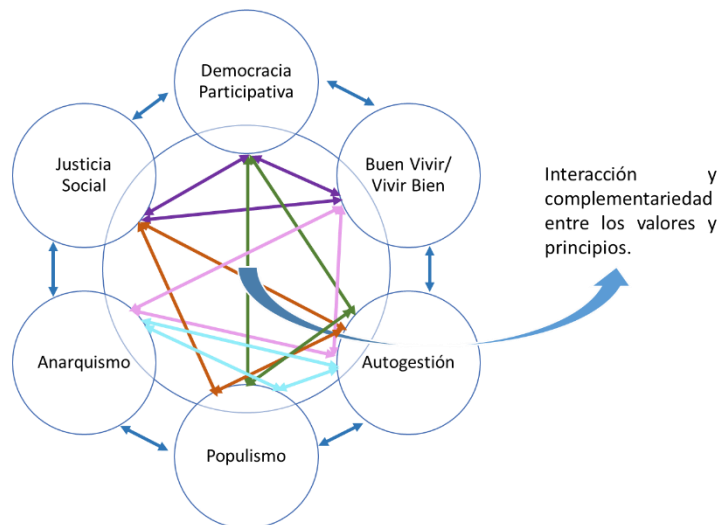 Democracia
Participativa
Justicia
Social
Buen Vivir/
Vivir Bien
Interacción y
complementariedad
entre los valores y
principios.
Anarquismo
Autogestión
Populismo